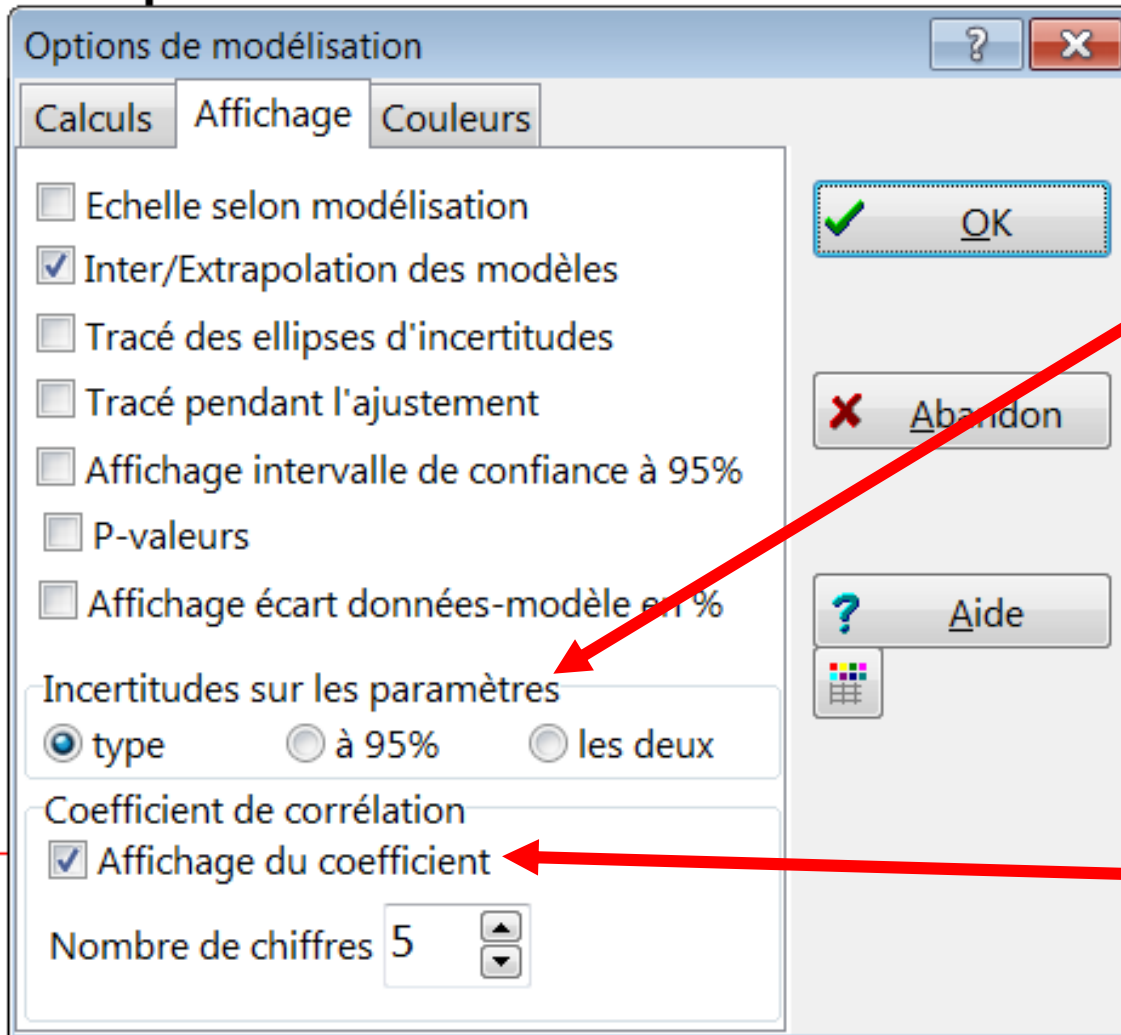 Options de modélisation
?
Calculs Affichage Couleurs
Echelle selon modélisation
Inter/Extrapolation des modèles
Tracé des ellipses d'incertitudes
Tracé pendant l'ajustement
Affichage intervalle de confiance à 95%
P-valeurs
Affichage écart données-modèle en %
Incertitudes sur les paramètres
type à 95% les deux
Coefficient de corrélation
Affichage du coefficient
Nombre de chiffres 5
OK
Abandon
? Aide